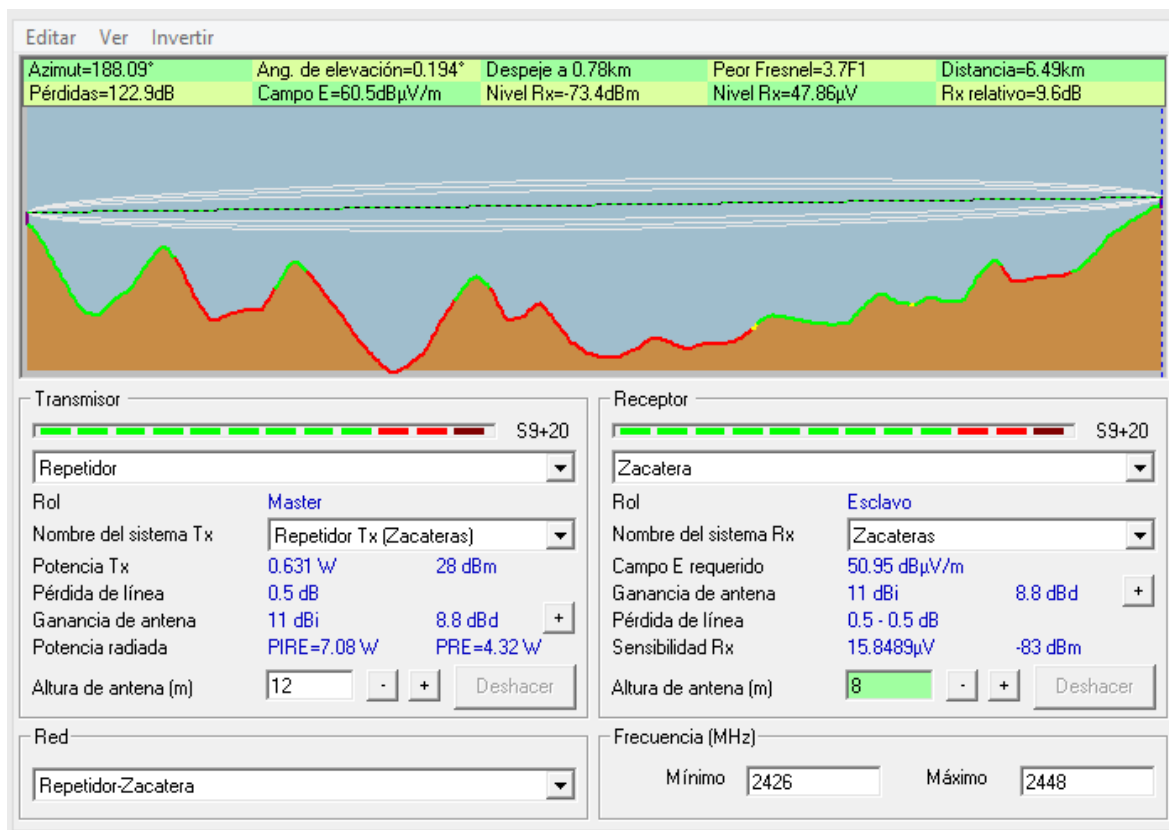 Editar Ver Invertir
Azimut=188.09° Ang. de elevación=0.194° Despeje a 0.78km Peor Fresnel=3.7F1 Distancia=6.49km
Pérdidas=122.9dB Campo E=60.5dBµV/m Nivel Rx=-73.4dBm Nivel Rx=47.86µV Rx relativo=9.6dB
Transmisor
S9+20
Repetidor
Rol Master
Nombre del sistema Tx Repetidor Tx (Zacateras)
Potencia Tx 0.631 W 28 dBm
Pérdida de línea 0.5 dB
Ganancia de antena 11 dBi 8.8 dBd +
Potencia radiada PIRE=7.08 W PRE=4.32 W
Altura de antena (m) 12 - + Deshacer
Receptor
S9+20
Zacatera
Rol Esclavo
Nombre del sistema Rx Zacateras
Campo E requerido 50.95 dBµV/m
Ganancia de antena 11 dBi 8.8 dBd +
Pérdida de línea 0.5 - 0.5 dB
Sensibilidad Rx 15.8489µV -83 dBm
Altura de antena (m) 8 - + Deshacer
Red
Repetidor-Zacatera
Frecuencia (MHz)
Mínimo 2426 Máximo 2448